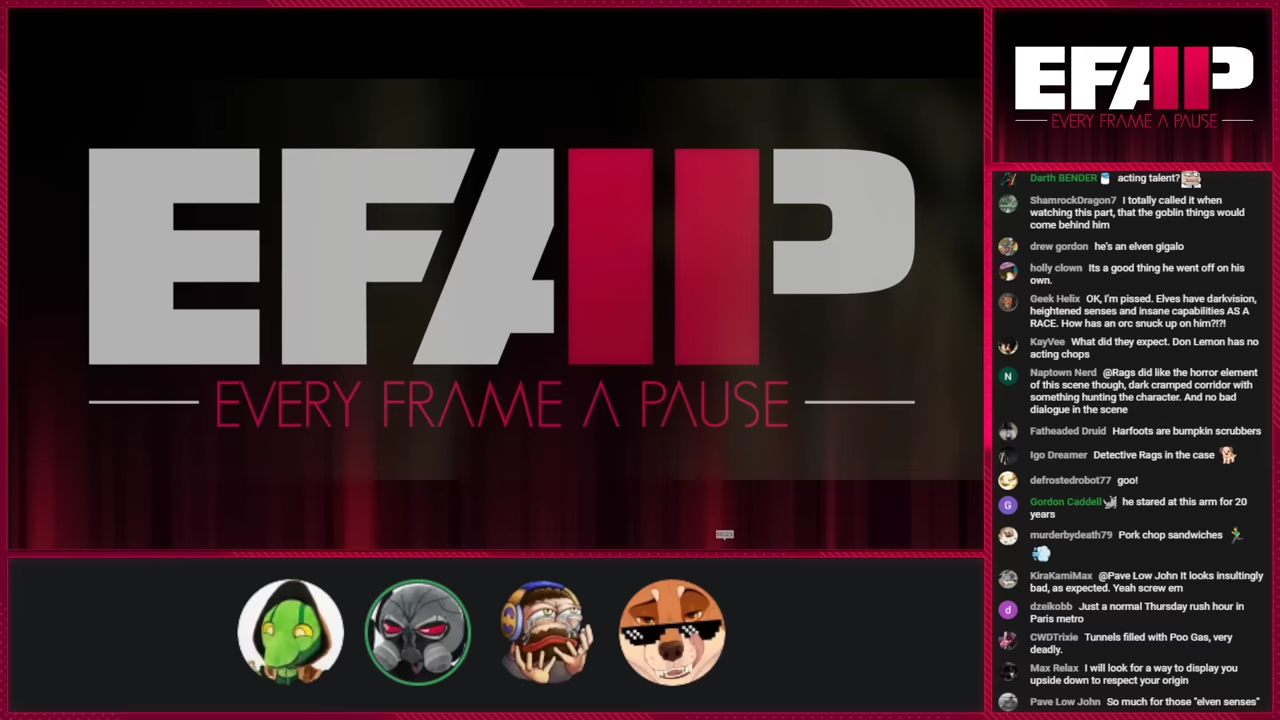 EFAP
EVERY FRAME A PAUSE
EFAP
EVERY FRAME A PAUSE
Darth BENDER acting talent?
ShamrockDragon7 I totally called it when
watching this part, that the goblin things would
come behind him
drew gordon he's an elven gigalo
holly clown Its a good thing he went off on his
own.
Geek Helix OK, I'm pissed. Elves have darkvision,
heightened senses and insane capabilities AS A
RACE. How has an orc snuck up on him?!?!
KayVee What did they expect. Don Lemon has no
acting chops
N
Naptown Nerd @Rags did like the horror element
of this scene though, dark cramped corridor with
something hunting the character. And no bad
dialogue in the scene
Fatheaded Druid Harfoots are bumpkin scrubbers
Igo Dreamer Detective Rags in the case
defrostedrobot77 goo!
G
Gordon Caddell he stared at this arm for 20
years
murderbydeath79 Pork chop sandwiches
KiraKamiMax @Pave Low John It looks insultingly
bad, as expected. Yeah screw em
d
dzeikobb Just a normal Thursday rush hour in
Paris metro
CWDTrixie Tunnels filled with Poo Gas, very
deadly.
Max Relax I will look for a way to display you
upside down to respect your origin
Pave Low John So much for those "elven senses"